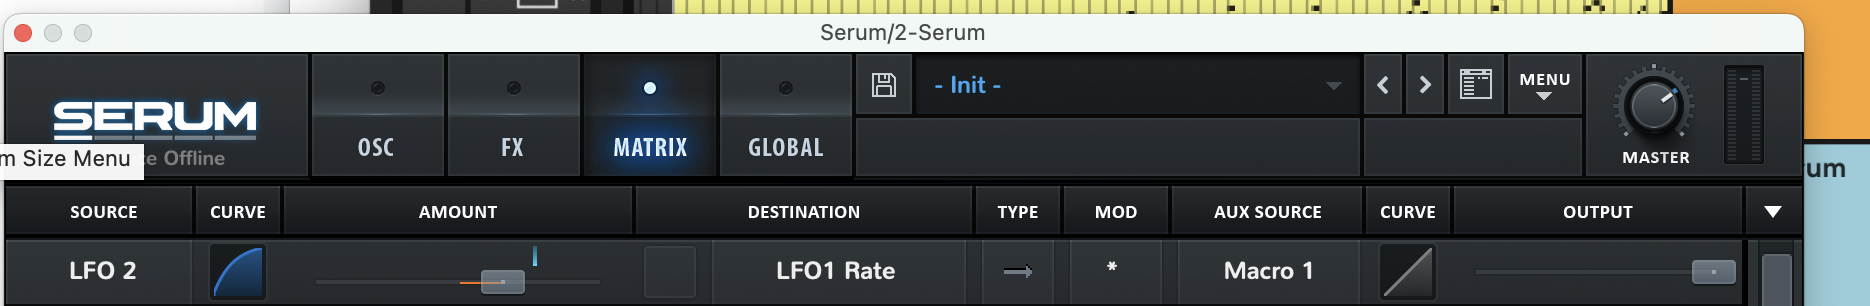 Serum/2-Serum
SERUM
m Size Menu
e Offline
OSC
FX
MATRIX
GLOBAL
- Init -
MENU
MASTER
rum
SOURCE CURVE AMOUNT DESTINATION TYPE MOD AUX SOURCE CURVE OUTPUT
LFO 2 LFO1 Rate * Macro 1